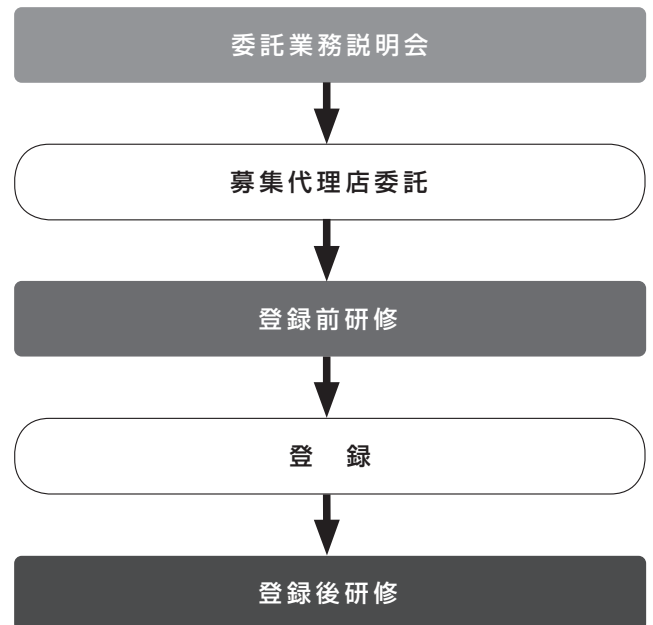 委託業務説明会
募集代理店委託
登録前研修
登　録
登録後研修